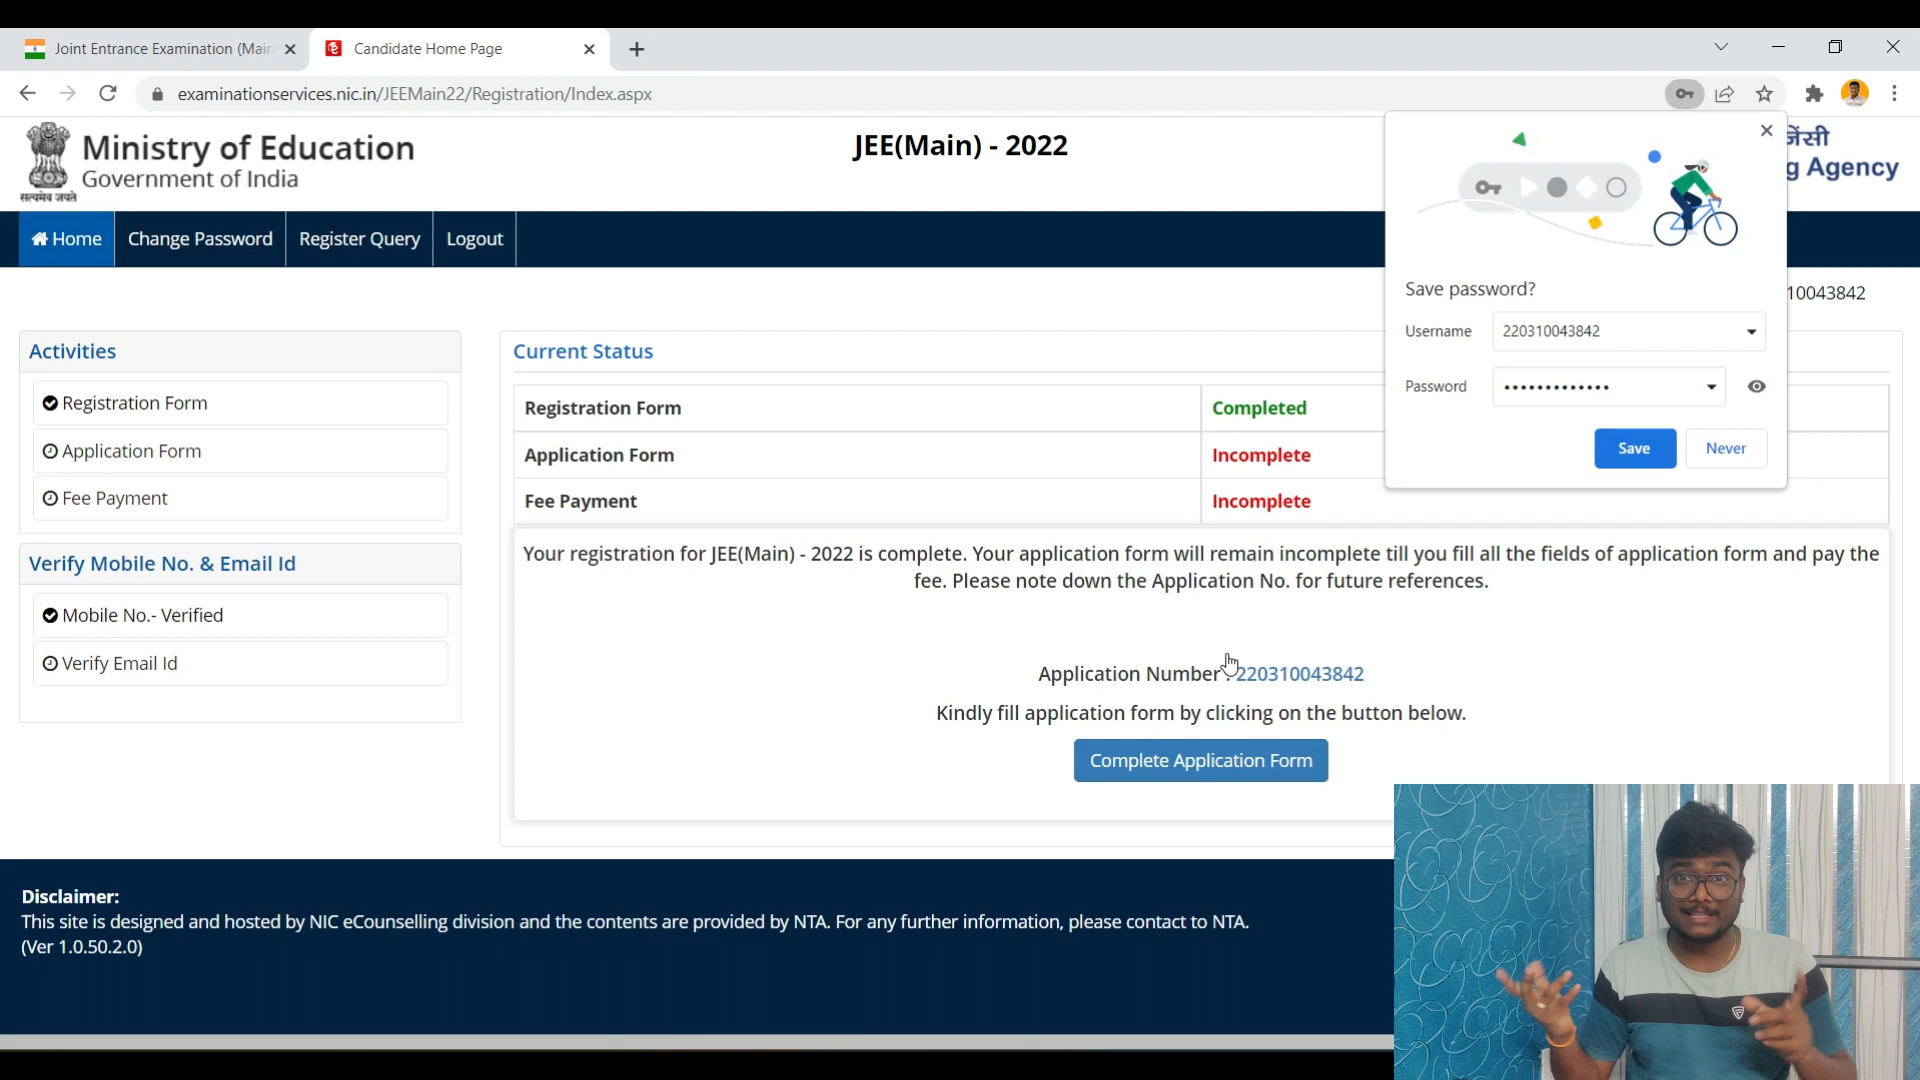 Joint Entrance Examination (Main
Candidate Home Page
examinationservices.nic.in/JEEMain22/Registration/Index.aspx
सत्यमेव जयते
Ministry of Education
Government of India
JEE(Main) - 2022
g Agency
Home
Change Password
Register Query
Logout
10043842
Save password?
Username
220310043842
Password
•••••••••••••
Save
Never
Activities
Registration Form
Application Form
Fee Payment
Verify Mobile No. & Email Id
Mobile No.- Verified
Verify Email Id
Current Status
Registration Form
Completed
Application Form
Incomplete
Fee Payment
Incomplete
Your registration for JEE(Main) - 2022 is complete. Your application form will remain incomplete till you fill all the fields of application form and pay the
fee. Please note down the Application No. for future references.
Application Number : 220310043842
Kindly fill application form by clicking on the button below.
Complete Application Form
Disclaimer:
This site is designed and hosted by NIC eCounselling division and the contents are provided by NTA. For any further information, please contact to NTA.
(Ver 1.0.50.2.0)